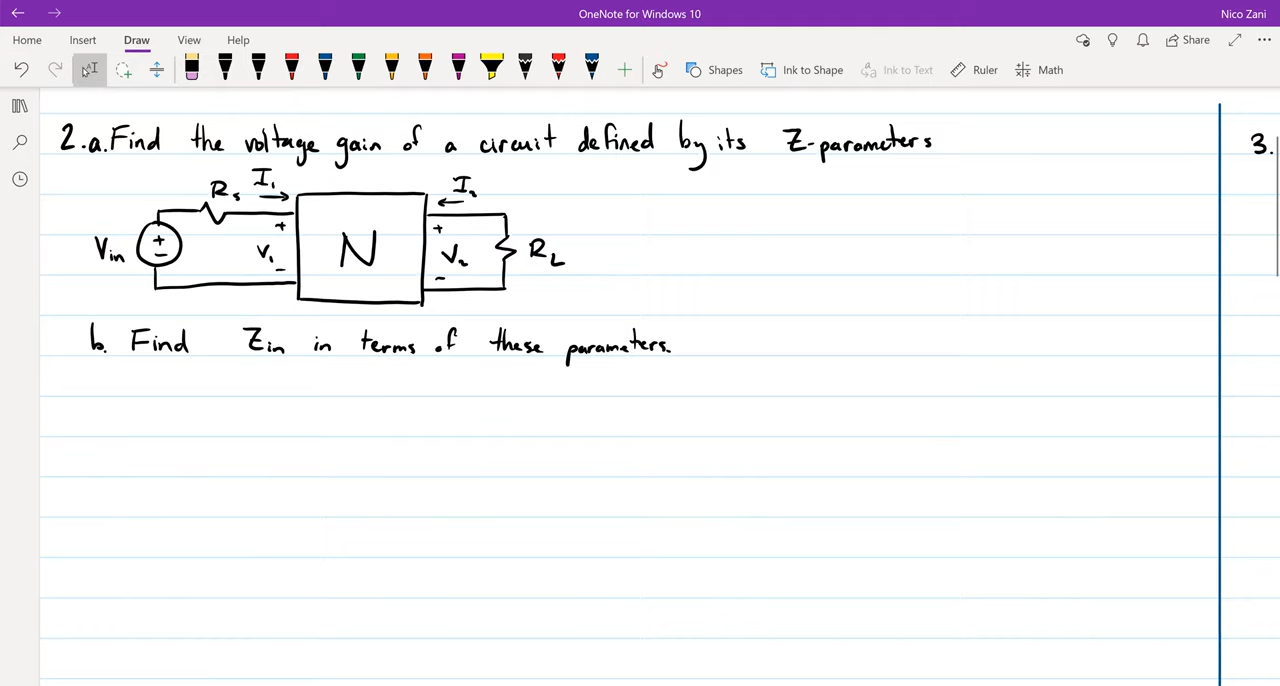 OneNote for Windows 10
Nico Zani
Home Insert Draw View Help
Share
Shapes Ink to Shape Ink to Text Ruler Math
2.a. Find the voltage gain of a circuit defined by its Z-parameters
3.
Rs I1 I2
Vin + - + V1 - N + V2 - RL
b. Find Zin in terms of these parameters.